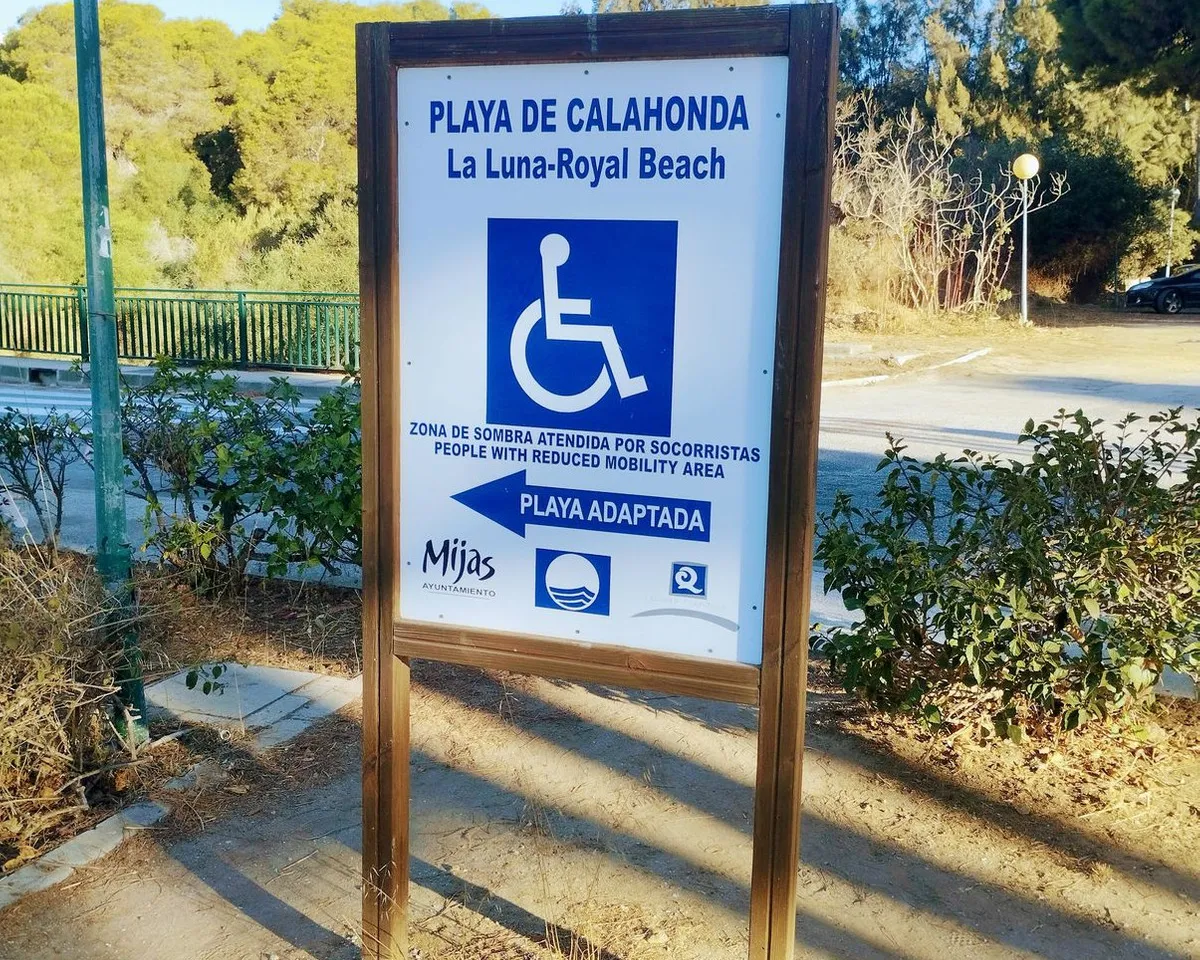 PLAYA DE CALAHONDA
La Luna-Royal Beach
ZONA DE SOMBRA ATENDIDA POR SOCORRISTAS
PEOPLE WITH REDUCED MOBILITY AREA
PLAYA ADAPTADA
Mijas
AYUNTAMIENTO
Q